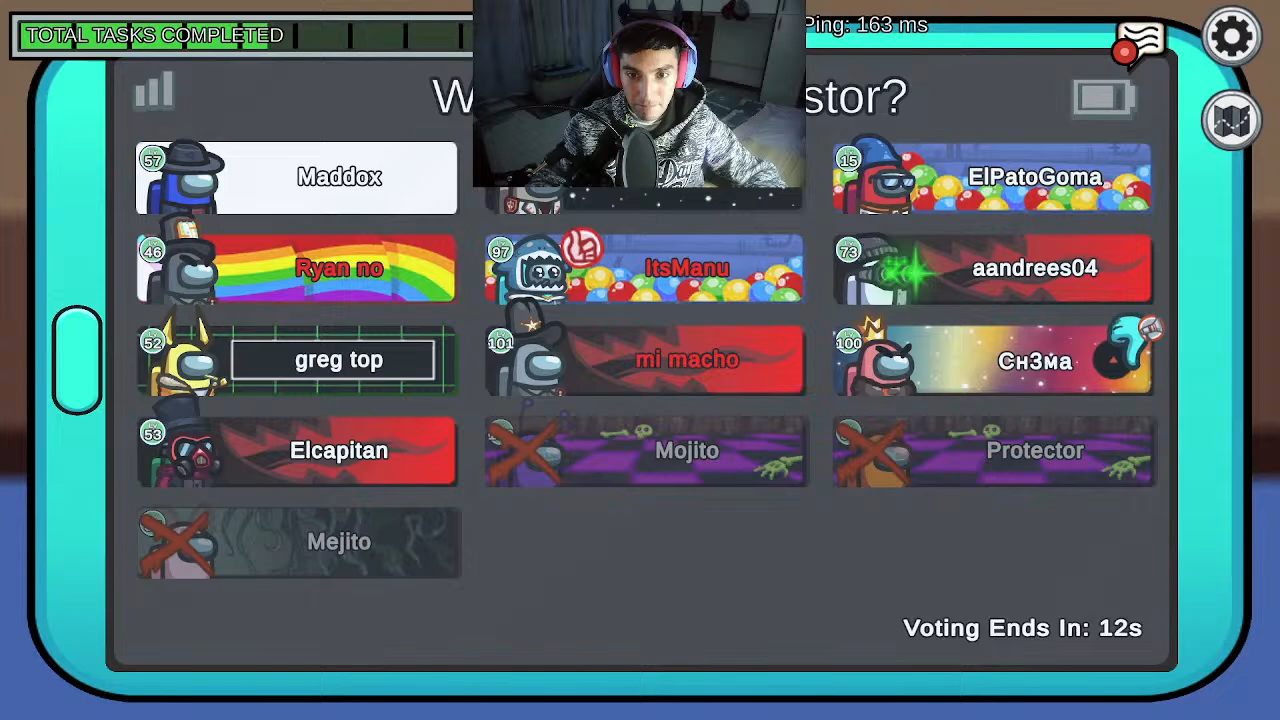 TOTAL TASKS COMPLETED
Ping: 163 ms
W stor?
57
Maddox
15
ElPatoGoma
46
Ryan no
97
ItsManu
73
aandrees04
52
greg top
101
mi macho
100
Cн3мa
53
Elcapitan
Mojito
Protector
Mejito
Voting Ends In: 12s